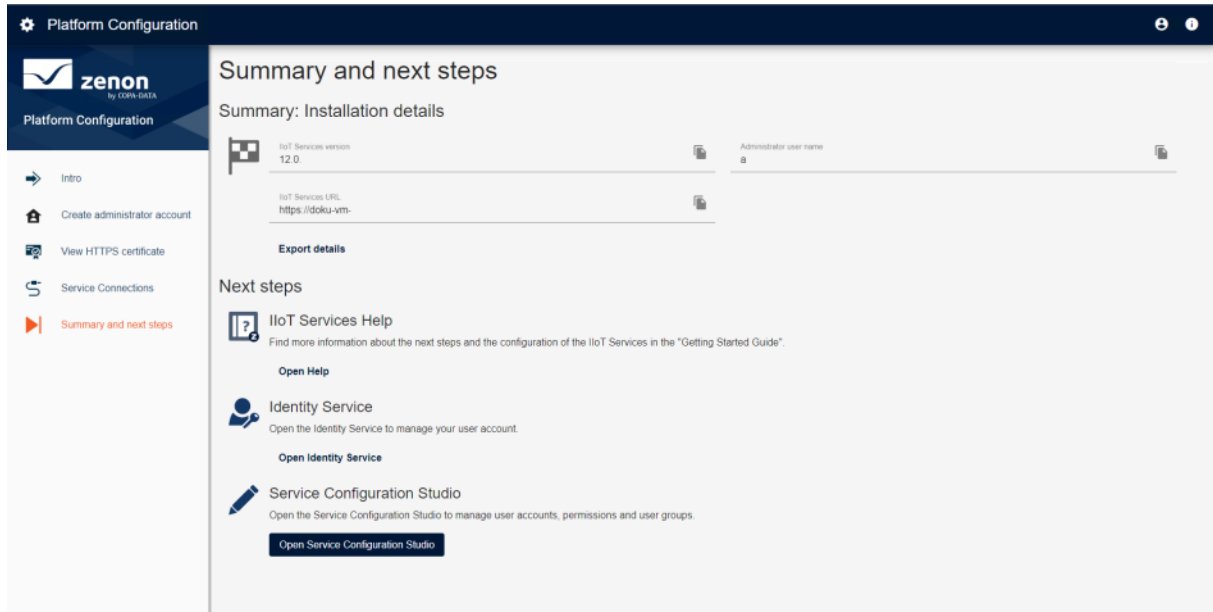 Platform Configuration
zenon
by COPA-DATA
Platform Configuration
Intro
Create administrator account
View HTTPS certificate
Service Connections
Summary and next steps
Summary and next steps
Summary: Installation details
IIoT Services version
12.0.
Administrator user name
a
IIoT Services URL
https://doku-vm-
Export details
Next steps
IIoT Services Help
Find more information about the next steps and the configuration of the IIoT Services in the "Getting Started Guide".
Open Help
Identity Service
Open the Identity Service to manage your user account.
Open Identity Service
Service Configuration Studio
Open the Service Configuration Studio to manage user accounts, permissions and user groups.
Open Service Configuration Studio